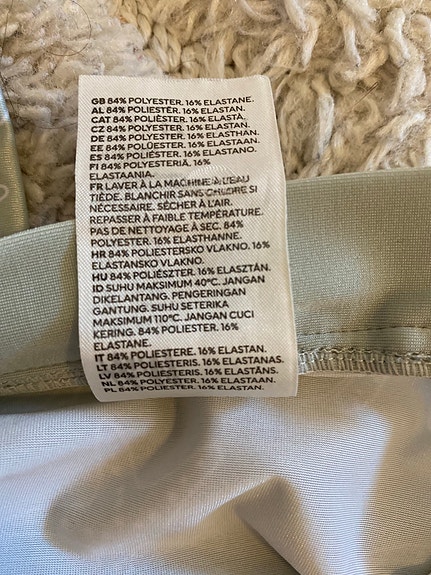 GB 84% POLYESTER. 16% ELASTANE.
AL 84% POLIESTER. 16% ELASTAN.
CAT 84% POLIÈSTER. 16% ELASTÀ.
CZ 84% POLYESTER. 16% ELASTAN.
DE 84% POLYESTER. 16% ELASTHAN.
EE 84% POLÜESTER. 16% ELASTAAN.
ES 84% POLIÉSTER. 16% ELASTANO.
FI 84% POLYESTERIÄ. 16%
ELASTAANIA.
FR LAVER À LA MACHINE À L'EAU
TIÈDE. BLANCHIR SANS CHLORE SI
NÉCESSAIRE. SÉCHER À L'AIR.
REPASSER À FAIBLE TEMPÉRATURE.
PAS DE NETTOYAGE À SEC. 84%
POLYESTER. 16% ELASTHANNE.
HR 84% POLIESTERSKO VLAKNO. 16%
ELASTANSKO VLAKNO.
HU 84% POLIÉSZTER. 16% ELASZTÁN.
ID SUHU MAKSIMUM 40°C. JANGAN
DIKELANTANG. PENGERINGAN
GANTUNG. SUHU SETERIKA
MAKSIMUM 110°C. JANGAN CUCI
KERING. 84% POLIESTER. 16%
ELASTANE.
IT 84% POLIESTERE. 16% ELASTAN.
LT 84% POLIESTERIS. 16% ELASTANAS.
LV 84% POLIESTERIS. 16% ELASTĀNS.
NL 84% POLYESTER. 16% ELASTAAN.
PL 84% POLIESTER. 16% ELASTAN.